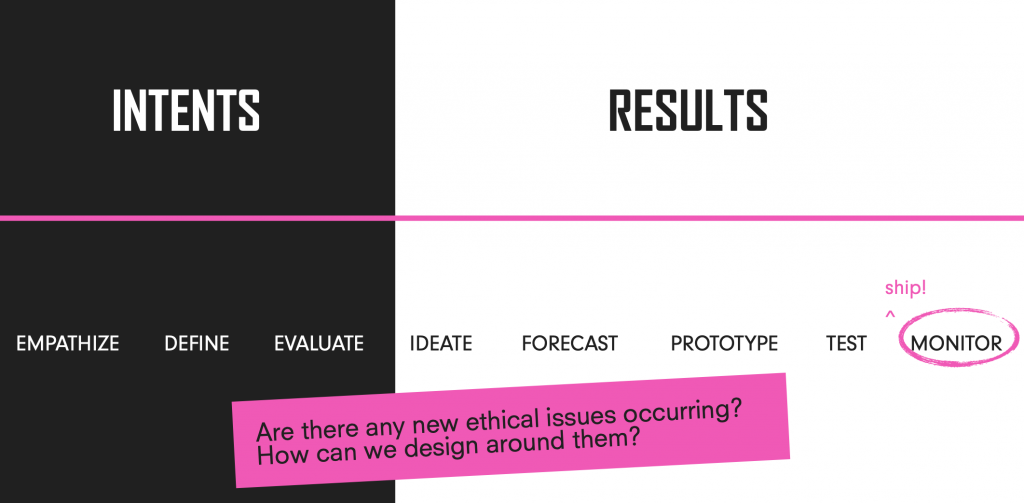 INTENTS
RESULTS
ship!
^
EMPATHIZE DEFINE EVALUATE IDEATE FORECAST PROTOTYPE TEST MONITOR
Are there any new ethical issues occurring?
How can we design around them?